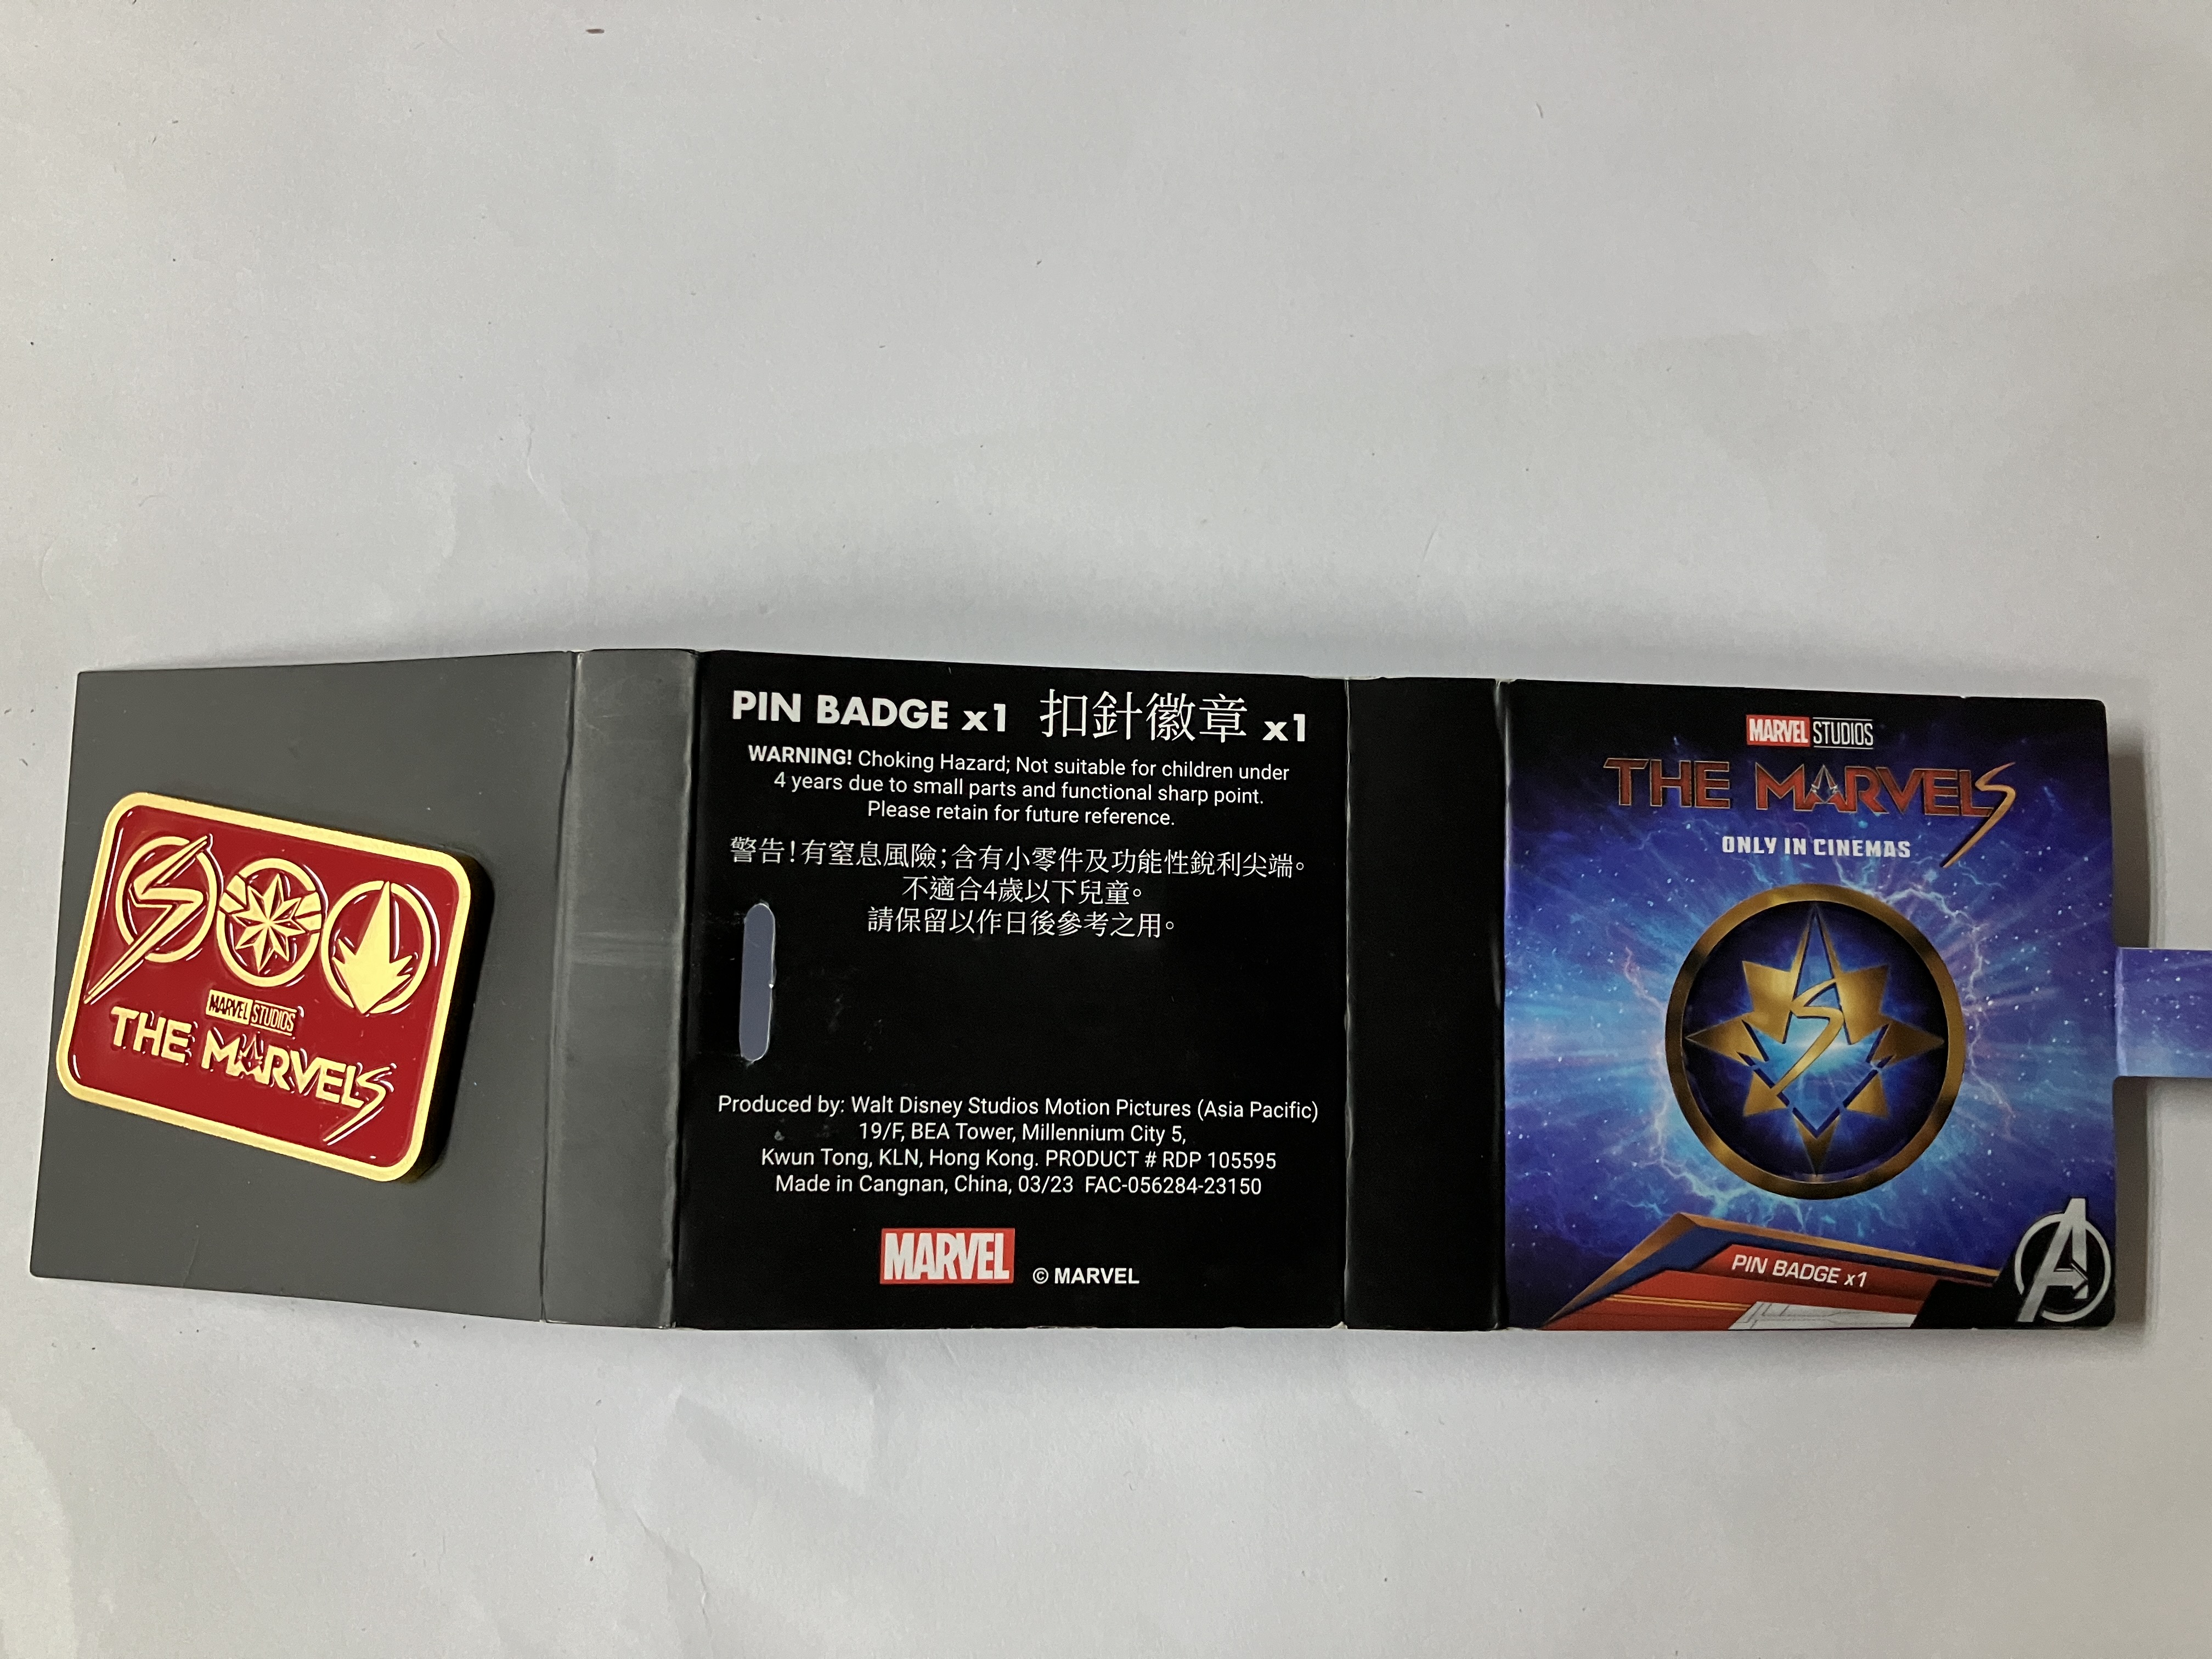 MARVEL STUDIOS
THE MARVELS
PIN BADGE x1 扣針徽章 x1
WARNING! Choking Hazard; Not suitable for children under
4 years due to small parts and functional sharp point.
Please retain for future reference.
警告!有窒息風險;含有小零件及功能性銳利尖端。
不適合4歲以下兒童。
請保留以作日後參考之用。
Produced by: Walt Disney Studios Motion Pictures (Asia Pacific)
19/F, BEA Tower, Millennium City 5,
Kwun Tong, KLN, Hong Kong. PRODUCT # RDP 105595
Made in Cangnan, China, 03/23 FAC-056284-23150
MARVEL © MARVEL
MARVEL STUDIOS
THE MARVELS
ONLY IN CINEMAS
PIN BADGE x1